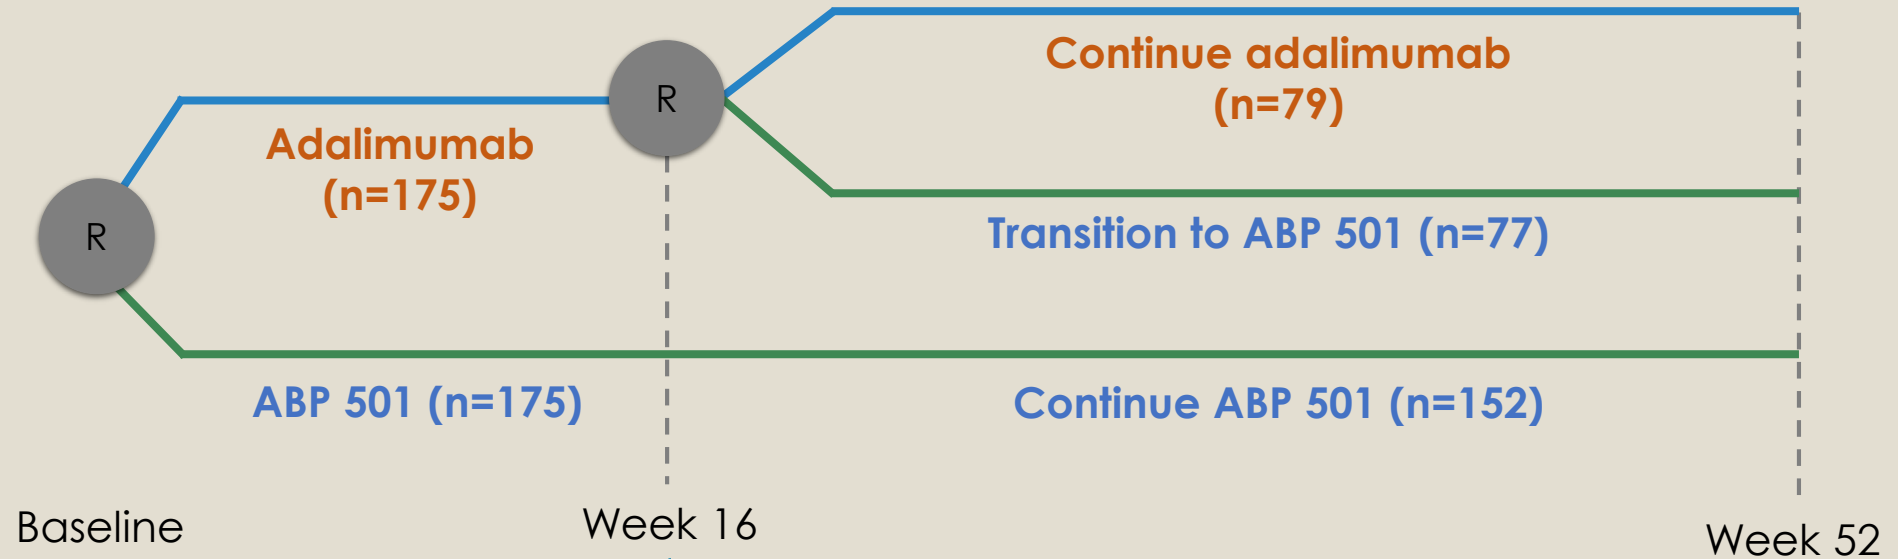 R
Adalimumab
(n=175)
R
Continue adalimumab
(n=79)
Transition to ABP 501 (n=77)
ABP 501 (n=175)
Continue ABP 501 (n=152)
Baseline
Week 16
Week 52